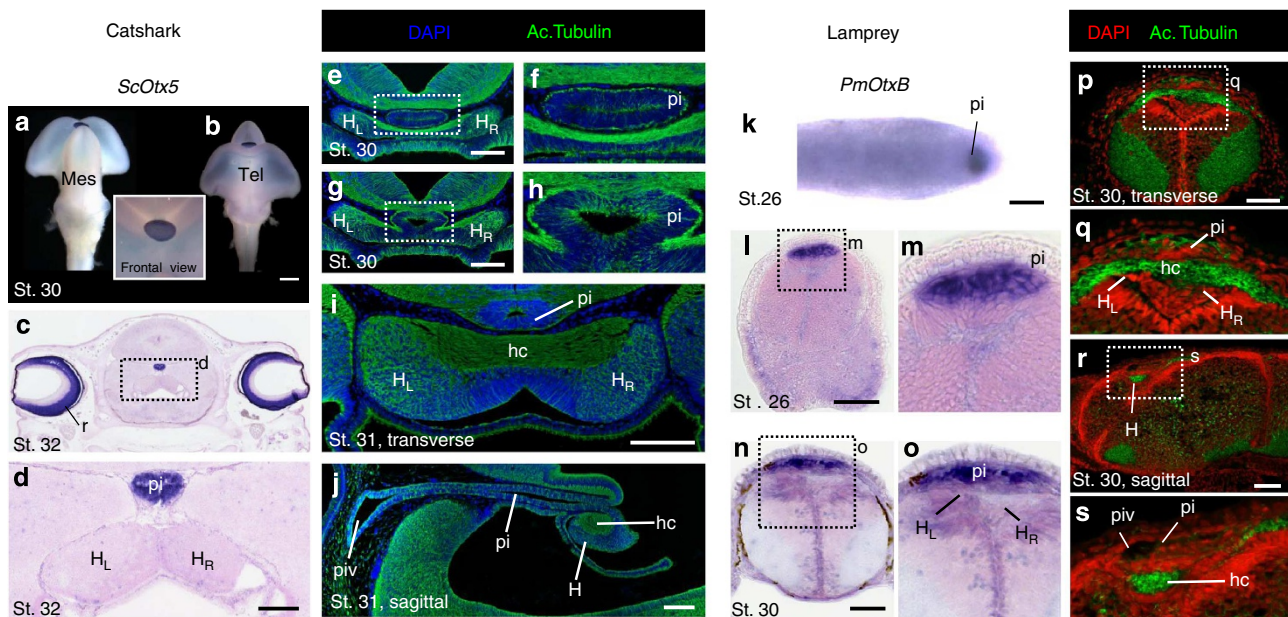 Catshark
ScOtx5
a
b
Mes
Tel
Frontal view
St. 30
c
d
r
St. 32
d
pi
HL
HR
St. 32
DAPI
Ac.Tubulin
e
HL
HR
St. 30
f
pi
g
HL
HR
St. 30
h
pi
i
pi
hc
HL
HR
St. 31, transverse
j
hc
pi
H
piv
St. 31, sagittal
Lamprey
PmOtxB
k
pi
St.26
l
m
St . 26
m
pi
n
o
St. 30
o
pi
HL
HR
DAPI Ac.Tubulin
p
q
St. 30, transverse
q
pi
hc
HL
HR
r
s
H
St. 30, sagittal
s
piv
pi
hc